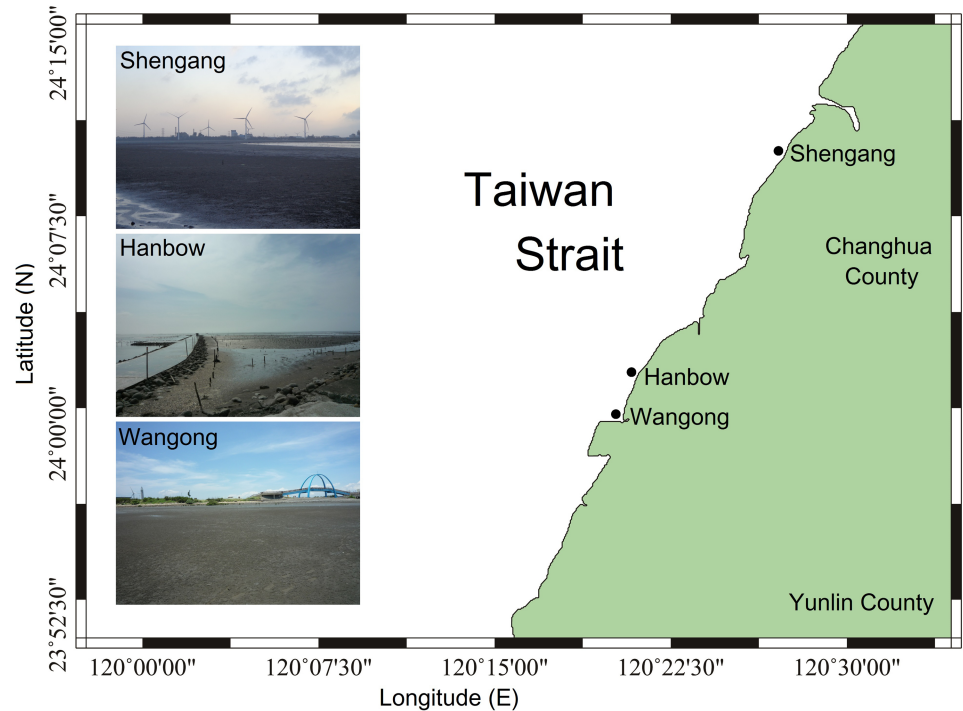 Shengang
Hanbow
Wangong
Taiwan
Strait
Shengang
Changhua
County
Hanbow
Wangong
Yunlin County
24°15'00"
24°07'30"
24°00'00"
23°52'30"
Latitude (N)
120°00'00"
120°07'30"
120°15'00"
120°22'30"
120°30'00"
Longitude (E)